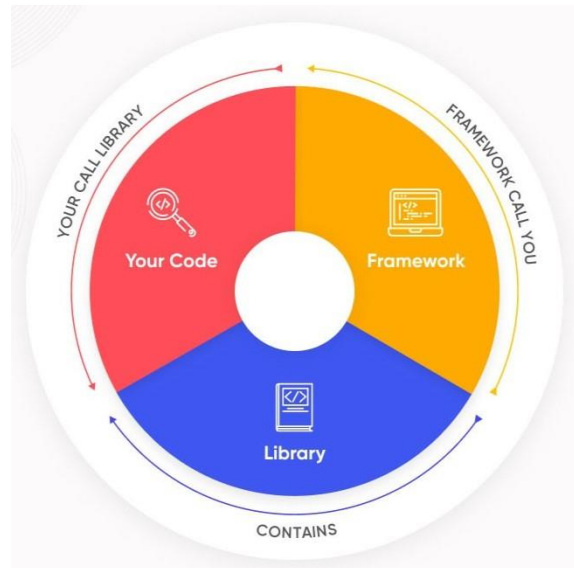 YOUR CALL LIBRARY
FRAMEWORK CALL YOU
</>
Your Code
</>
Framework
</>
Library
CONTAINS